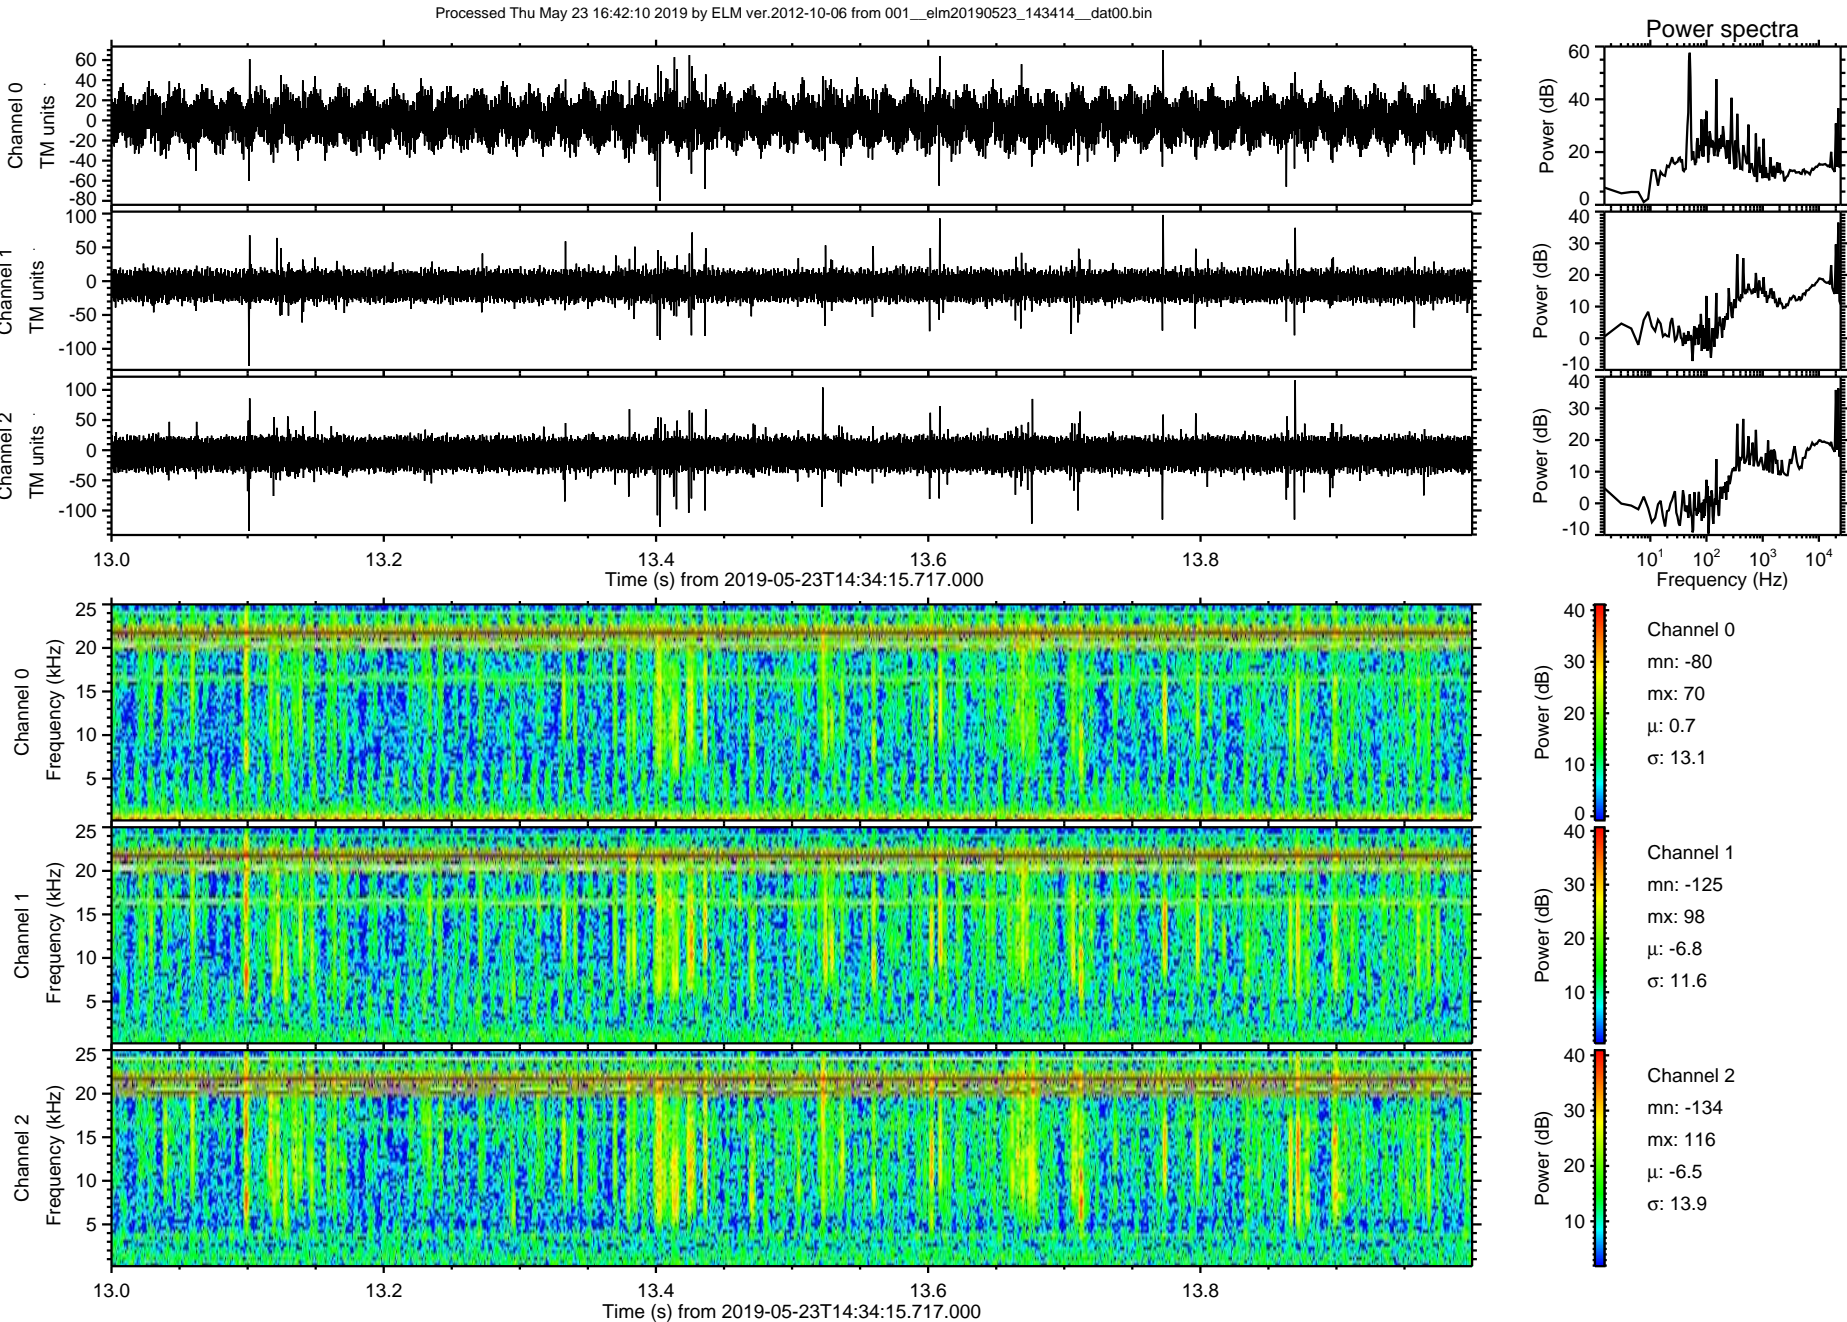 Processed Thu May 23 16:42:10 2019 by ELM ver.2012-10-06 from 001__elm20190523_143414__dat00.bin
Power spectra
Channel 0
TM units
60
40
20
0
-20
-40
-60
-80
Power (dB)
60
40
20
0
Channel 1
TM units
100
50
0
-50
-100
Power (dB)
40
30
20
10
0
-10
Channel 2
TM units
100
50
0
-50
-100
Power (dB)
40
30
20
10
0
-10
13.0 13.2 13.4 13.6 13.8
Time (s) from 2019-05-23T14:34:15.717.000
10¹ 10² 10³ 10⁴
Frequency (Hz)
Channel 0
Frequency (kHz)
25
20
15
10
5
Power (dB)
40
30
20
10
0
Channel 0
mn: -80
mx: 70
μ: 0.7
σ: 13.1
Channel 1
Frequency (kHz)
25
20
15
10
5
Power (dB)
40
30
20
10
Channel 1
mn: -125
mx: 98
μ: -6.8
σ: 11.6
Channel 2
Frequency (kHz)
25
20
15
10
5
Power (dB)
40
30
20
10
Channel 2
mn: -134
mx: 116
μ: -6.5
σ: 13.9
13.0 13.2 13.4 13.6 13.8
Time (s) from 2019-05-23T14:34:15.717.000